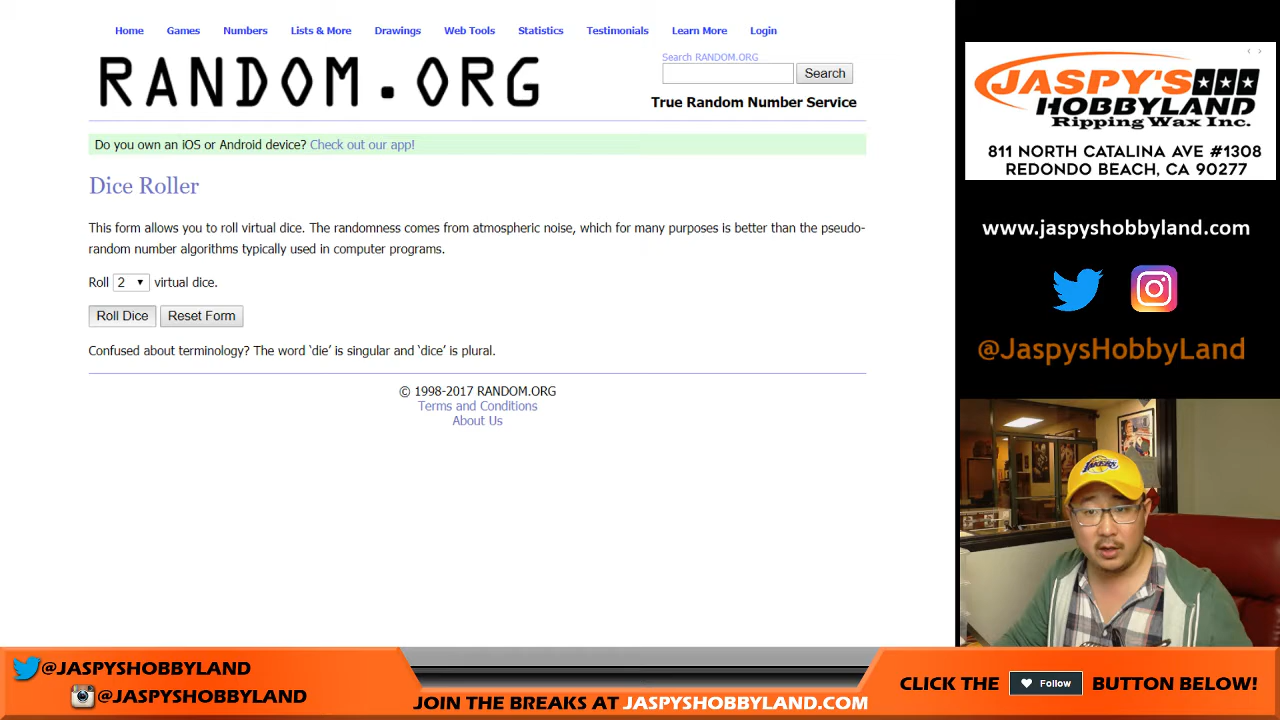 Home Games Numbers Lists & More Drawings Web Tools Statistics Testimonials Learn More Login
RANDOM.ORG
Search RANDOM.ORG
Search
True Random Number Service
Do you own an iOS or Android device? Check out our app!
Dice Roller
This form allows you to roll virtual dice. The randomness comes from atmospheric noise, which for many purposes is better than the pseudo-
random number algorithms typically used in computer programs.
Roll 2 virtual dice.
Roll Dice Reset Form
Confused about terminology? The word ‘die’ is singular and ‘dice’ is plural.
© 1998-2017 RANDOM.ORG
Terms and Conditions
About Us
JASPY'S
HOBBYLAND
Ripping Wax Inc.
811 NORTH CATALINA AVE #1308
REDONDO BEACH, CA 90277
www.jaspyshobbyland.com
@JaspysHobbyLand
LAKERS
@JASPYSHOBBYLAND
@JASPYSHOBBYLAND
JOIN THE BREAKS AT JASPYSHOBBYLAND.COM
CLICK THE Follow BUTTON BELOW!